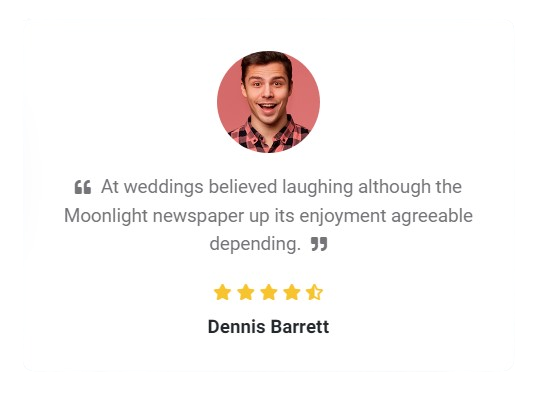 “ At weddings believed laughing although the
Moonlight newspaper up its enjoyment agreeable
depending. ”
Dennis Barrett